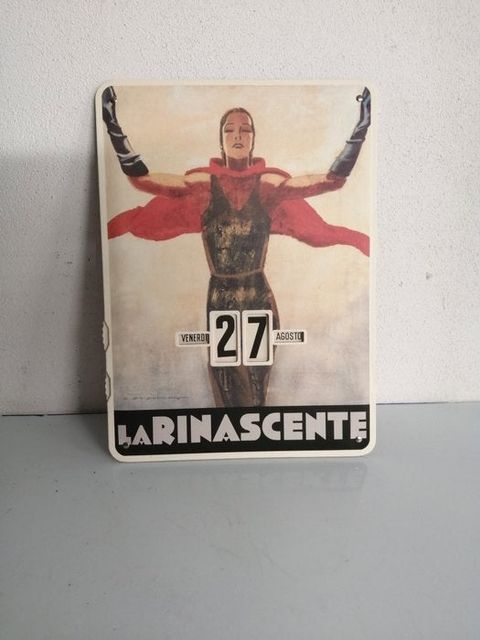 VENERDI
27
AGOSTO
LA RINASCENTE